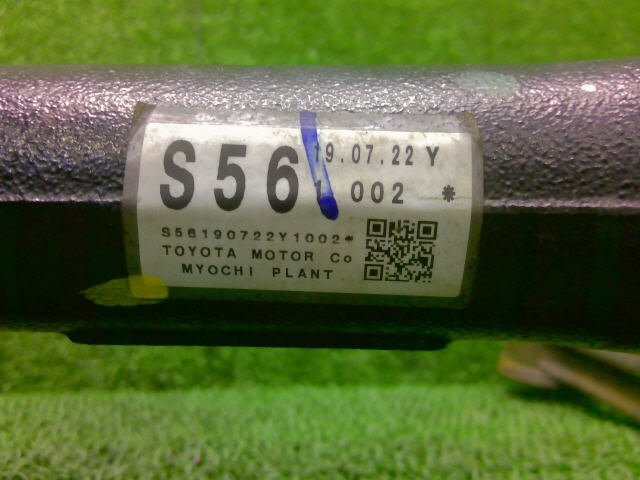 S56 19.07.22 Y
1 002 *
S56190722Y1002*
TOYOTA MOTOR Co
MYOCHI PLANT